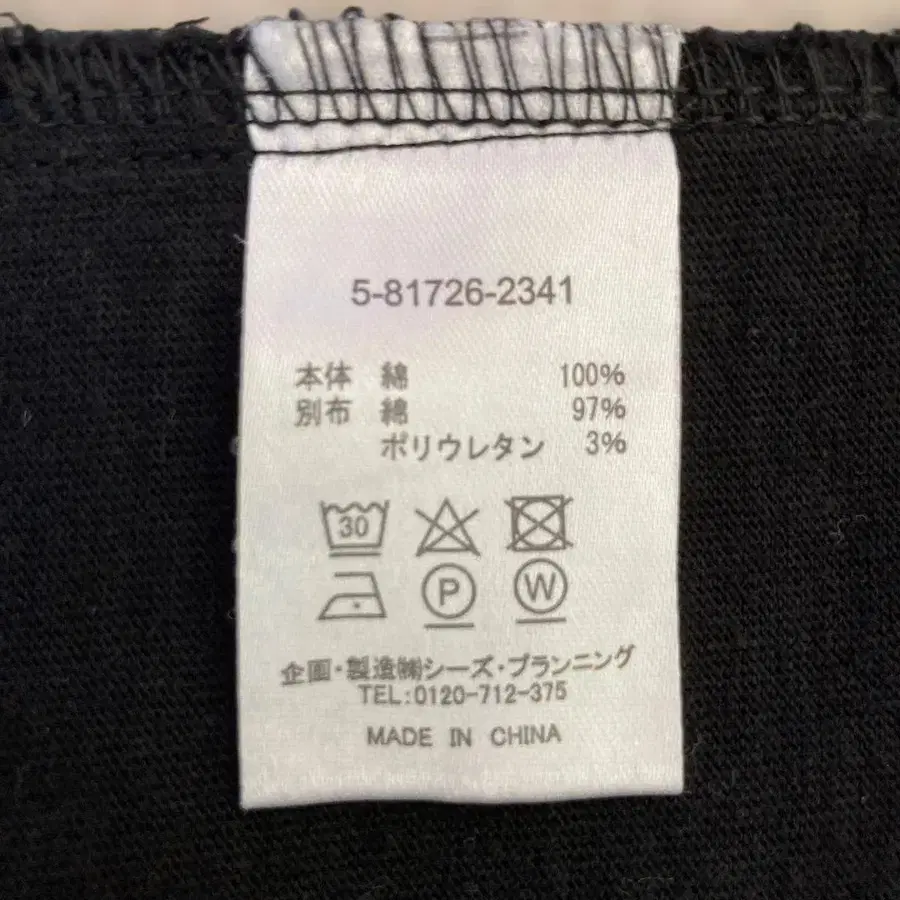 5-81726-2341
本体 綿 100%
別布 綿 97%
ポリウレタン 3%
30
P W
企画・製造㈱シーズ・プランニング
TEL:0120-712-375
MADE IN CHINA